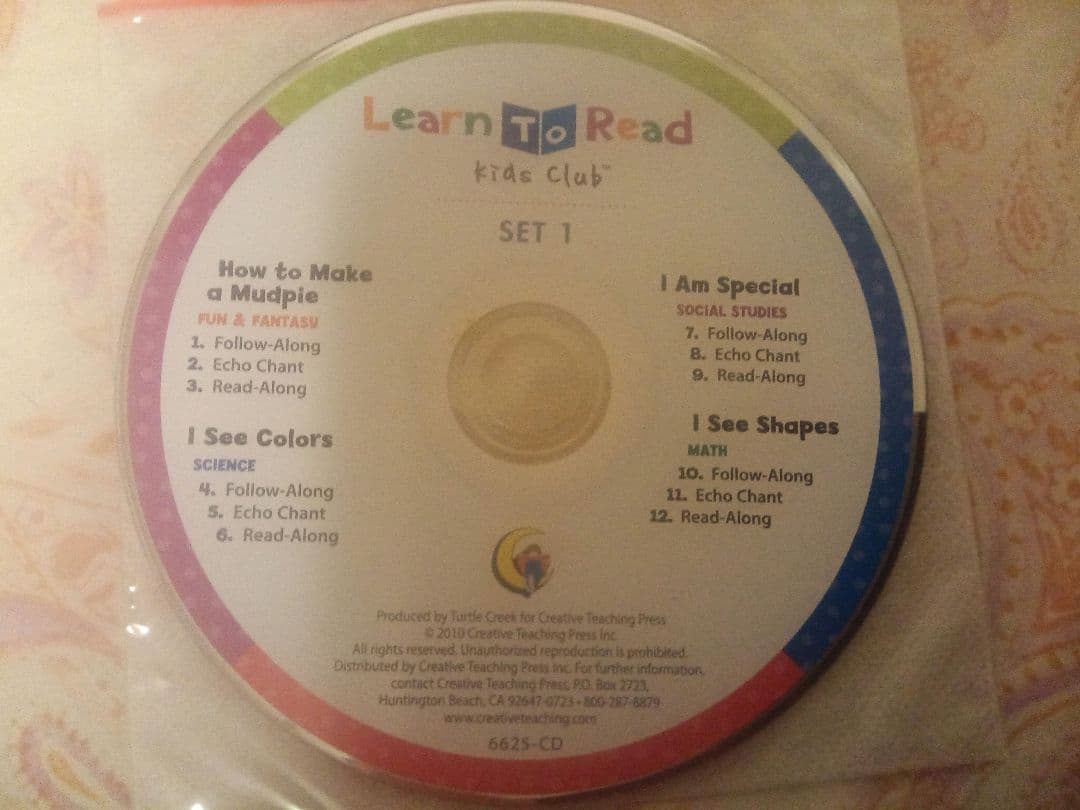 Learn To Read
kids Club™
SET 1
How to Make
a Mudpie
FUN & FANTASY
1. Follow-Along
2. Echo Chant
3. Read-Along
I See Colors
SCIENCE
4. Follow-Along
5. Echo Chant
6. Read-Along
I Am Special
SOCIAL STUDIES
7. Follow-Along
8. Echo Chant
9. Read-Along
I See Shapes
MATH
10. Follow-Along
11. Echo Chant
12. Read-Along
Produced by Turtle Creek for Creative Teaching Press
© 2010 Creative Teaching Press Inc.
All rights reserved. Unauthorized reproduction is prohibited.
Distributed by Creative Teaching Press Inc. For further information,
contact Creative Teaching Press, P.O. Box 2723,
Huntington Beach, CA 92647-0723 • 800-287-8879
www.creativeteaching.com
6625-CD